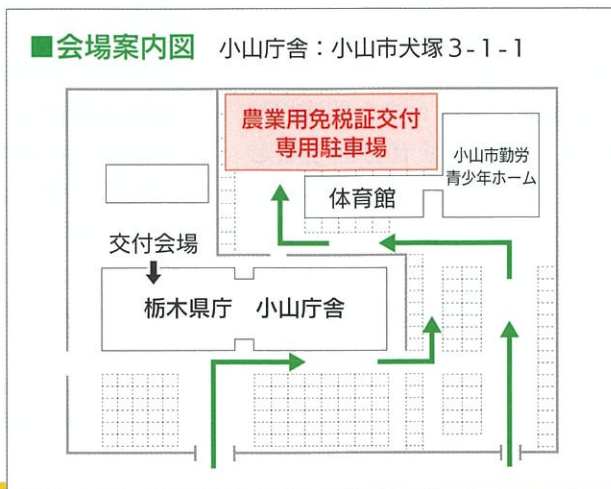 ■会場案内図 小山庁舎：小山市犬塚3-1-1
農業用免税証交付
専用駐車場
小山市勤労
青少年ホーム
体育館
交付会場
栃木県庁 小山庁舎